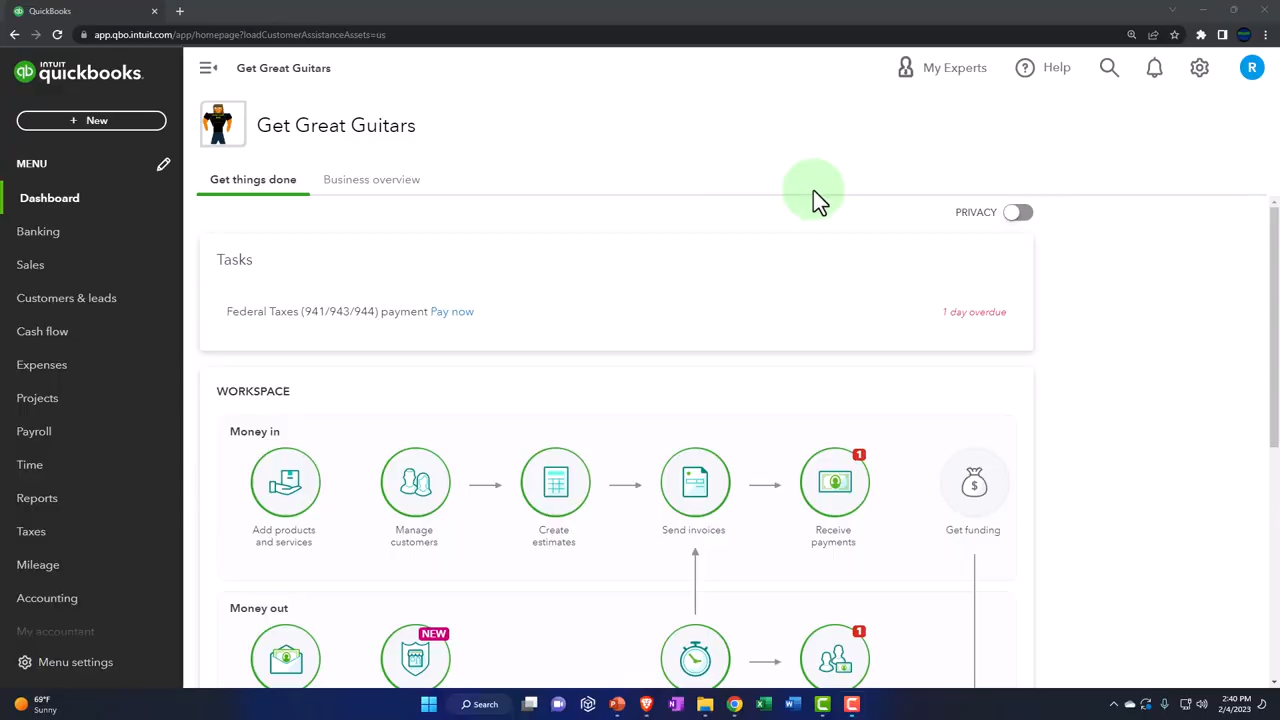 QuickBooks
app.qbo.intuit.com/app/homepage?loadCustomerAssistanceAssets=us
INTUIT
quickbooks.
Get Great Guitars
My Experts
Help
R
+ New
Get Great Guitars
MENU
Get things done
Business overview
Dashboard
PRIVACY
Banking
Sales
Customers & leads
Cash flow
Expenses
Projects
Payroll
Time
Reports
Taxes
Mileage
Accounting
My accountant
Menu settings
Tasks
Federal Taxes (941/943/944) payment Pay now
1 day overdue
WORKSPACE
Money in
1
Add products and services
Manage customers
Create estimates
Send invoices
Receive payments
Get funding
Money out
NEW
1
69°F
Sunny
Search
2:40 PM
2/4/2023